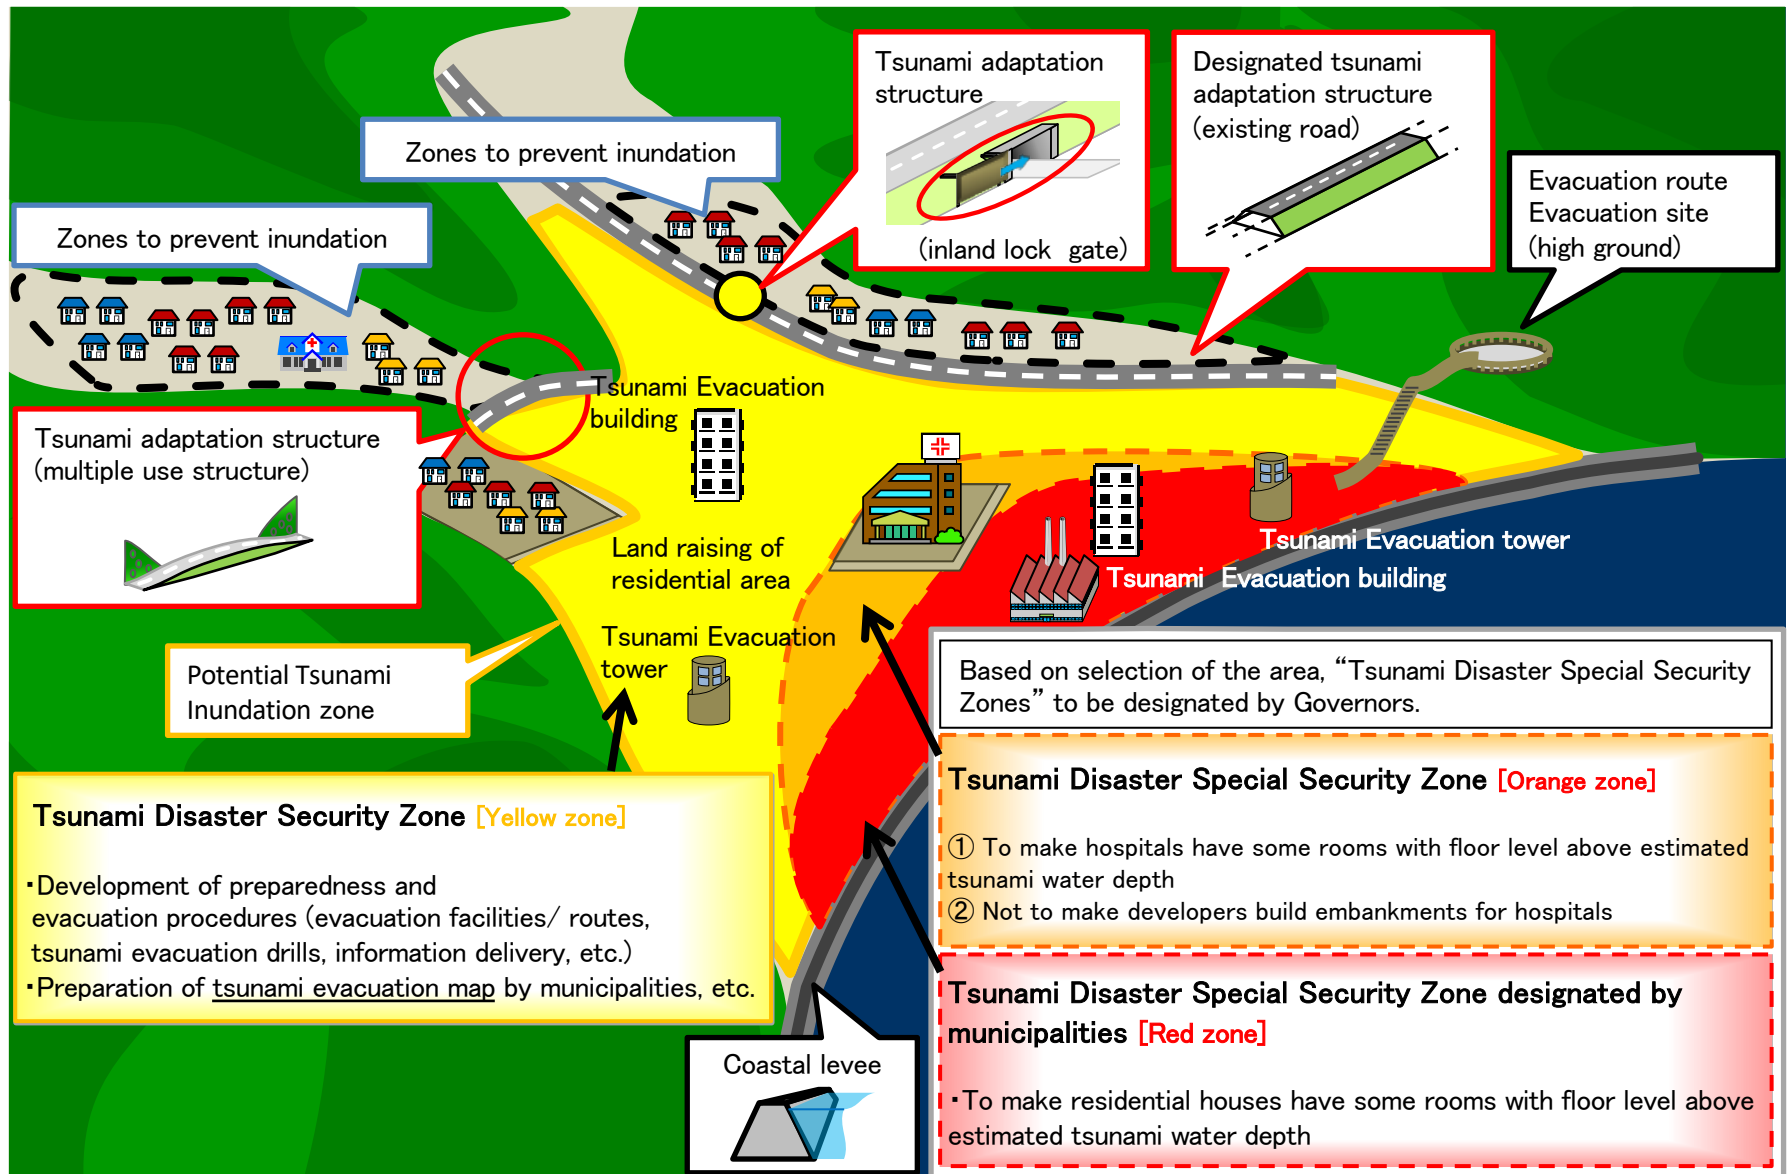 Tsunami adaptation
structure
(inland lock gate)
Designated tsunami
adaptation structure
(existing road)
Zones to prevent inundation
Evacuation route
Evacuation site
(high ground)
Zones to prevent inundation
Tsunami Evacuation
building
Tsunami adaptation structure
(multiple use structure)
Land raising of
residential area
Tsunami Evacuation tower
Tsunami Evacuation building
Tsunami Evacuation
tower
Potential Tsunami
Inundation zone
Based on selection of the area, “Tsunami Disaster Special Security
Zones” to be designated by Governors.
Tsunami Disaster Special Security Zone [Orange zone]
① To make hospitals have some rooms with floor level above estimated
tsunami water depth
② Not to make developers build embankments for hospitals
Tsunami Disaster Security Zone [Yellow zone]
・Development of preparedness and
evacuation procedures (evacuation facilities/ routes,
tsunami evacuation drills, information delivery, etc.)
・Preparation of tsunami evacuation map by municipalities, etc.
Tsunami Disaster Special Security Zone designated by
municipalities [Red zone]
・To make residential houses have some rooms with floor level above
estimated tsunami water depth
Coastal levee